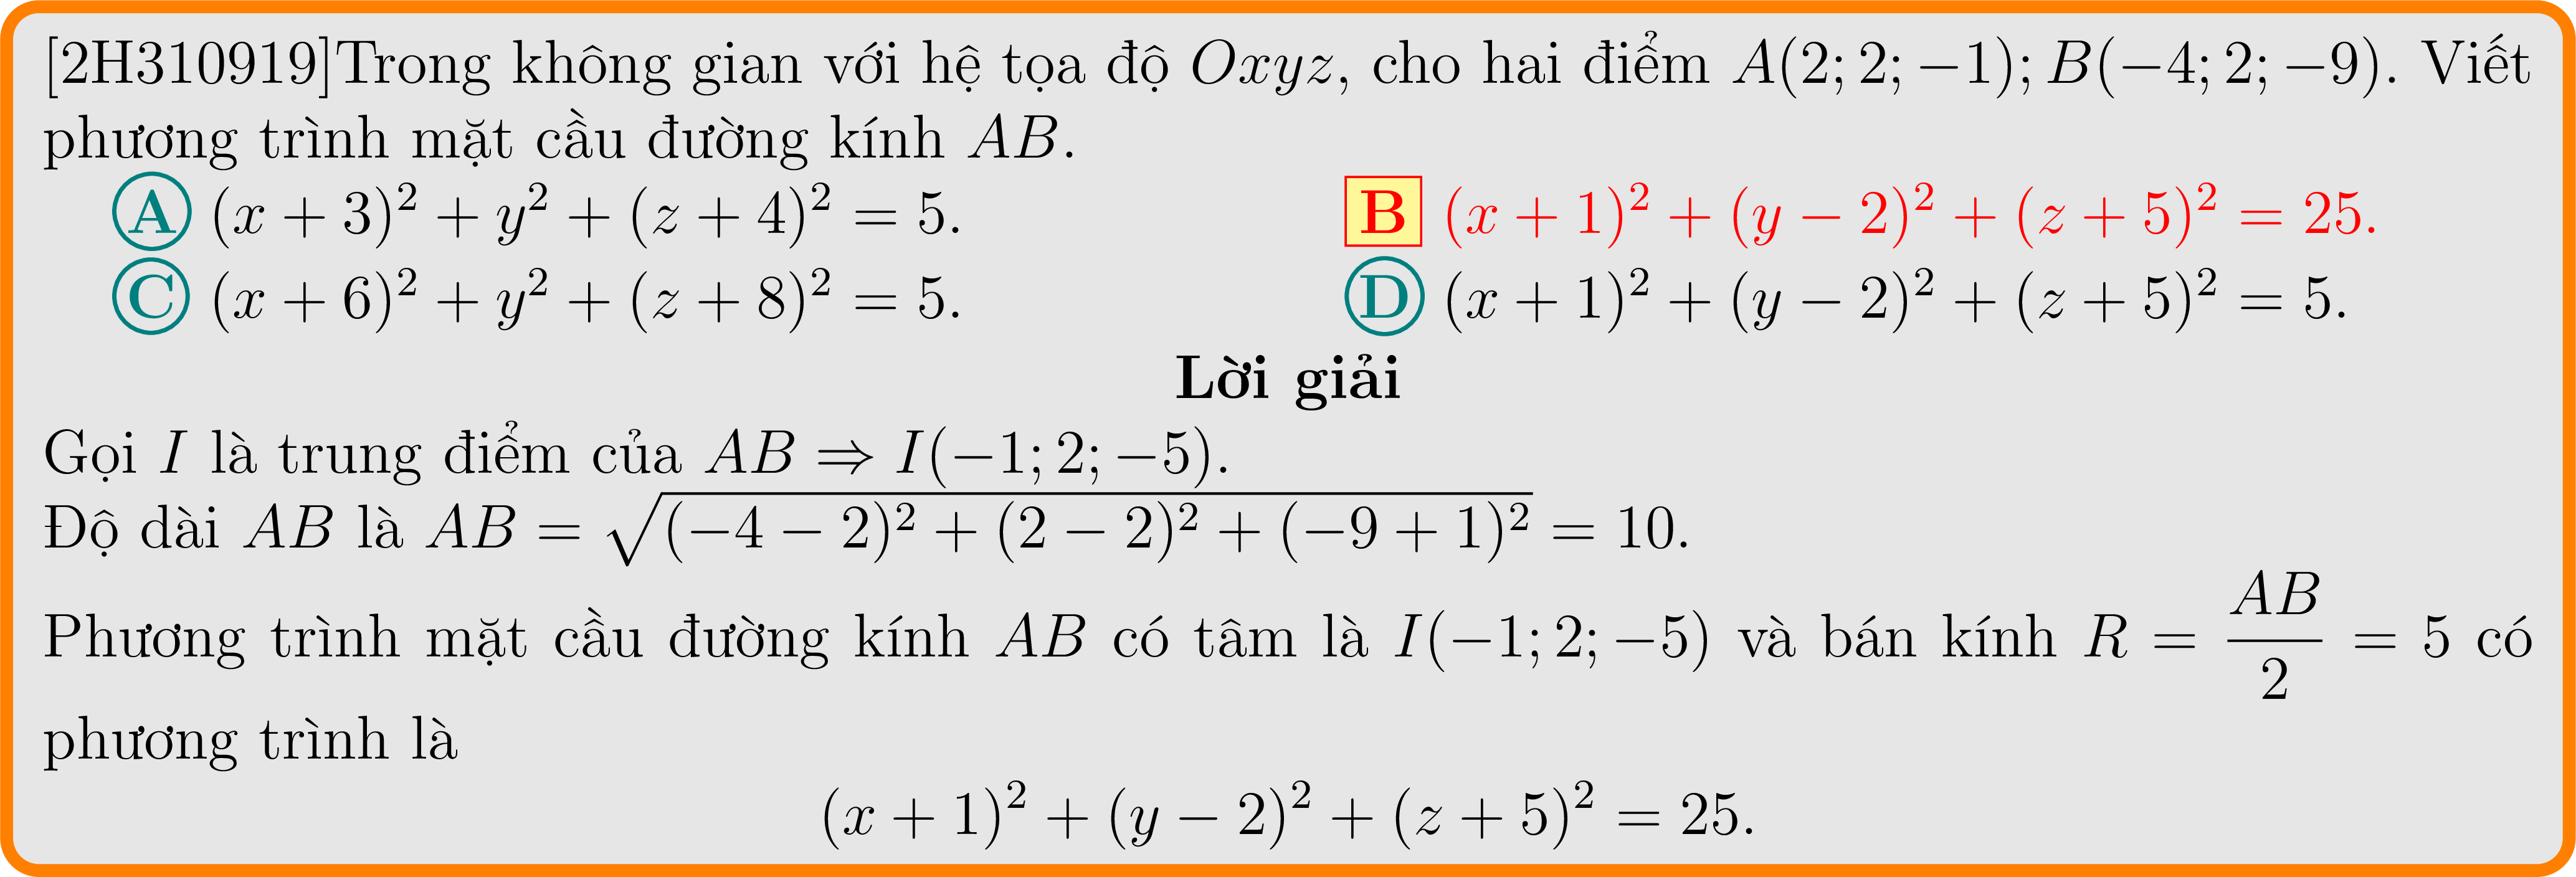 [2H310919]Trong không gian với hệ tọa độ Oxyz, cho hai điểm A(2; 2; −1); B(−4; 2; −9). Viết
phương trình mặt cầu đường kính AB.
A (x + 3)² + y² + (z + 4)² = 5. B (x + 1)² + (y − 2)² + (z + 5)² = 25.
C (x + 6)² + y² + (z + 8)² = 5. D (x + 1)² + (y − 2)² + (z + 5)² = 5.
Lời giải
Gọi I là trung điểm của AB ⇒ I(−1; 2; −5).
Độ dài AB là AB = √((−4 − 2)² + (2 − 2)² + (−9 + 1)²) = 10.
Phương trình mặt cầu đường kính AB có tâm là I(−1; 2; −5) và bán kính R = AB/2 = 5 có
phương trình là
(x + 1)² + (y − 2)² + (z + 5)² = 25.